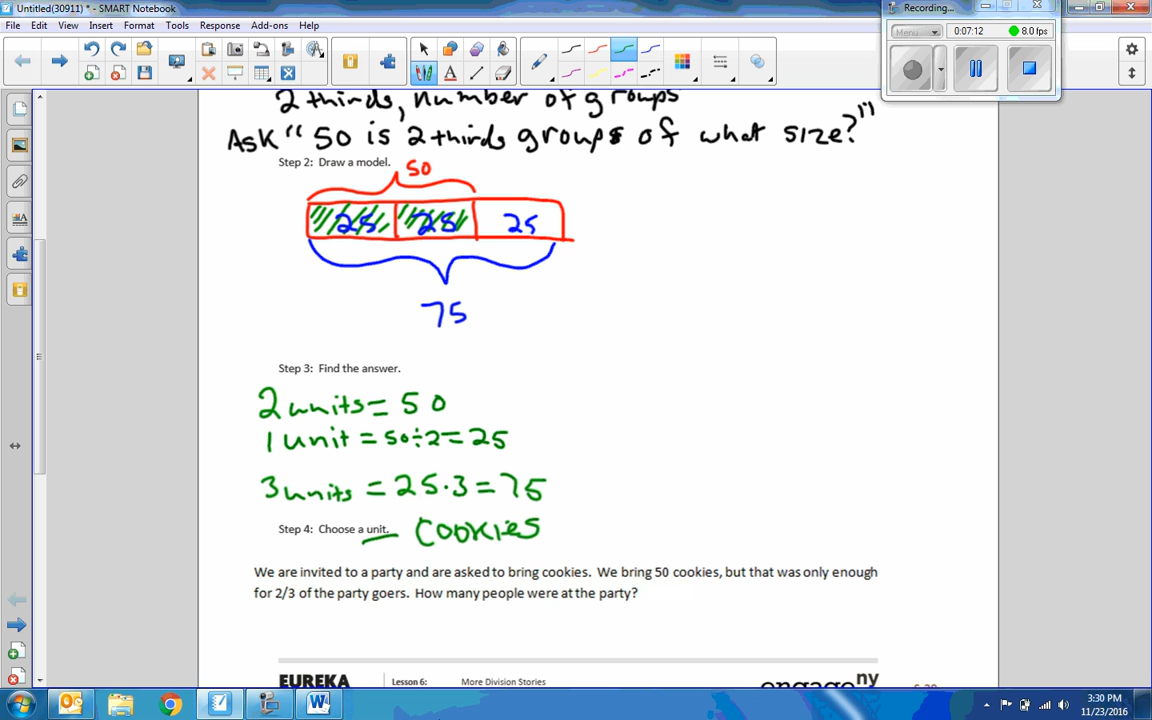 Untitled(30911) * - SMART Notebook
Recording...
File Edit View Insert Format Tools Response Add-ons Help
Menu 0:07:12 8.0 fps
2 thirds, number of groups
Ask " 50 is 2 thirds groups of what size?"
Step 2: Draw a model.
50
25 25 25
75
Step 3: Find the answer.
2 units = 50
1 unit = 50÷2 = 25
3 units = 25·3 = 75
Step 4: Choose a unit. - Cookies
We are invited to a party and are asked to bring cookies. We bring 50 cookies, but that was only enough
for 2/3 of the party goers. How many people were at the party?
EUREKA Lesson 6: More Division Stories engage ny
3:30 PM
11/23/2016